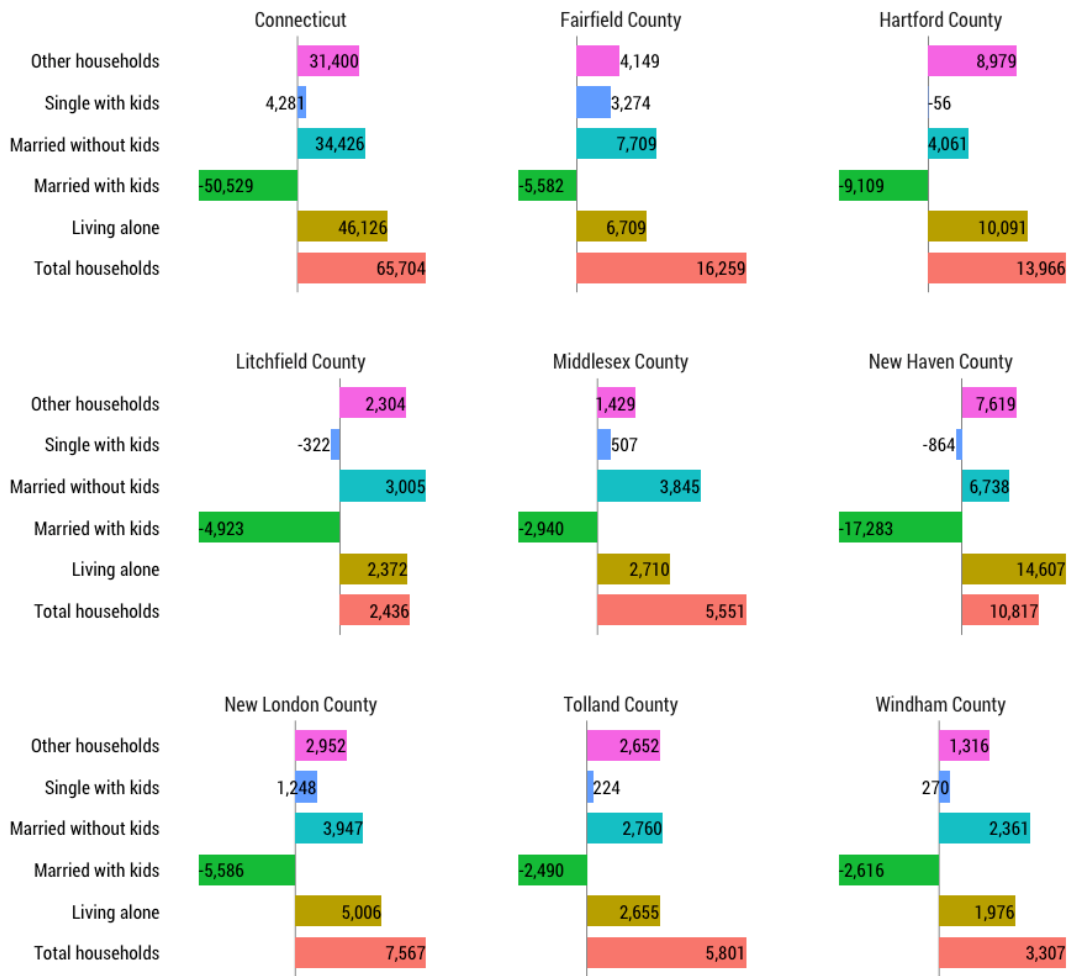 Connecticut Fairfield County Hartford County
Other households 31,400 4,149 8,979
Single with kids 4,281 3,274 -56
Married without kids 34,426 7,709 4,061
Married with kids -50,529 -5,582 -9,109
Living alone 46,126 6,709 10,091
Total households 65,704 16,259 13,966
Litchfield County Middlesex County New Haven County
Other households 2,304 1,429 7,619
Single with kids -322 507 -864
Married without kids 3,005 3,845 6,738
Married with kids -4,923 -2,940 -17,283
Living alone 2,372 2,710 14,607
Total households 2,436 5,551 10,817
New London County Tolland County Windham County
Other households 2,952 2,652 1,316
Single with kids 1,248 224 270
Married without kids 3,947 2,760 2,361
Married with kids -5,586 -2,490 -2,616
Living alone 5,006 2,655 1,976
Total households 7,567 5,801 3,307